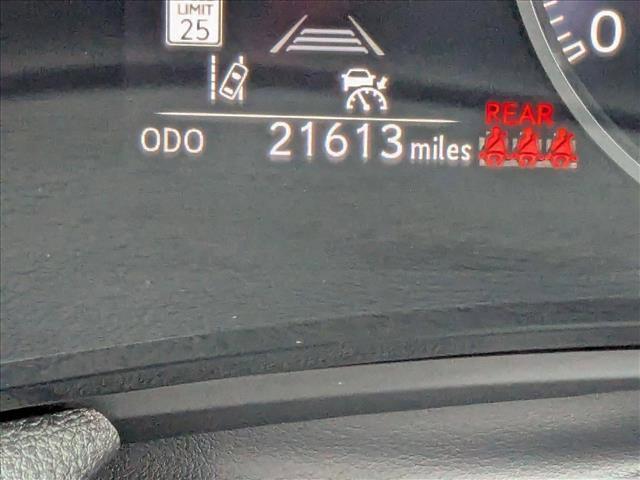 LIMIT
25
0
REAR
ODO 21613 miles